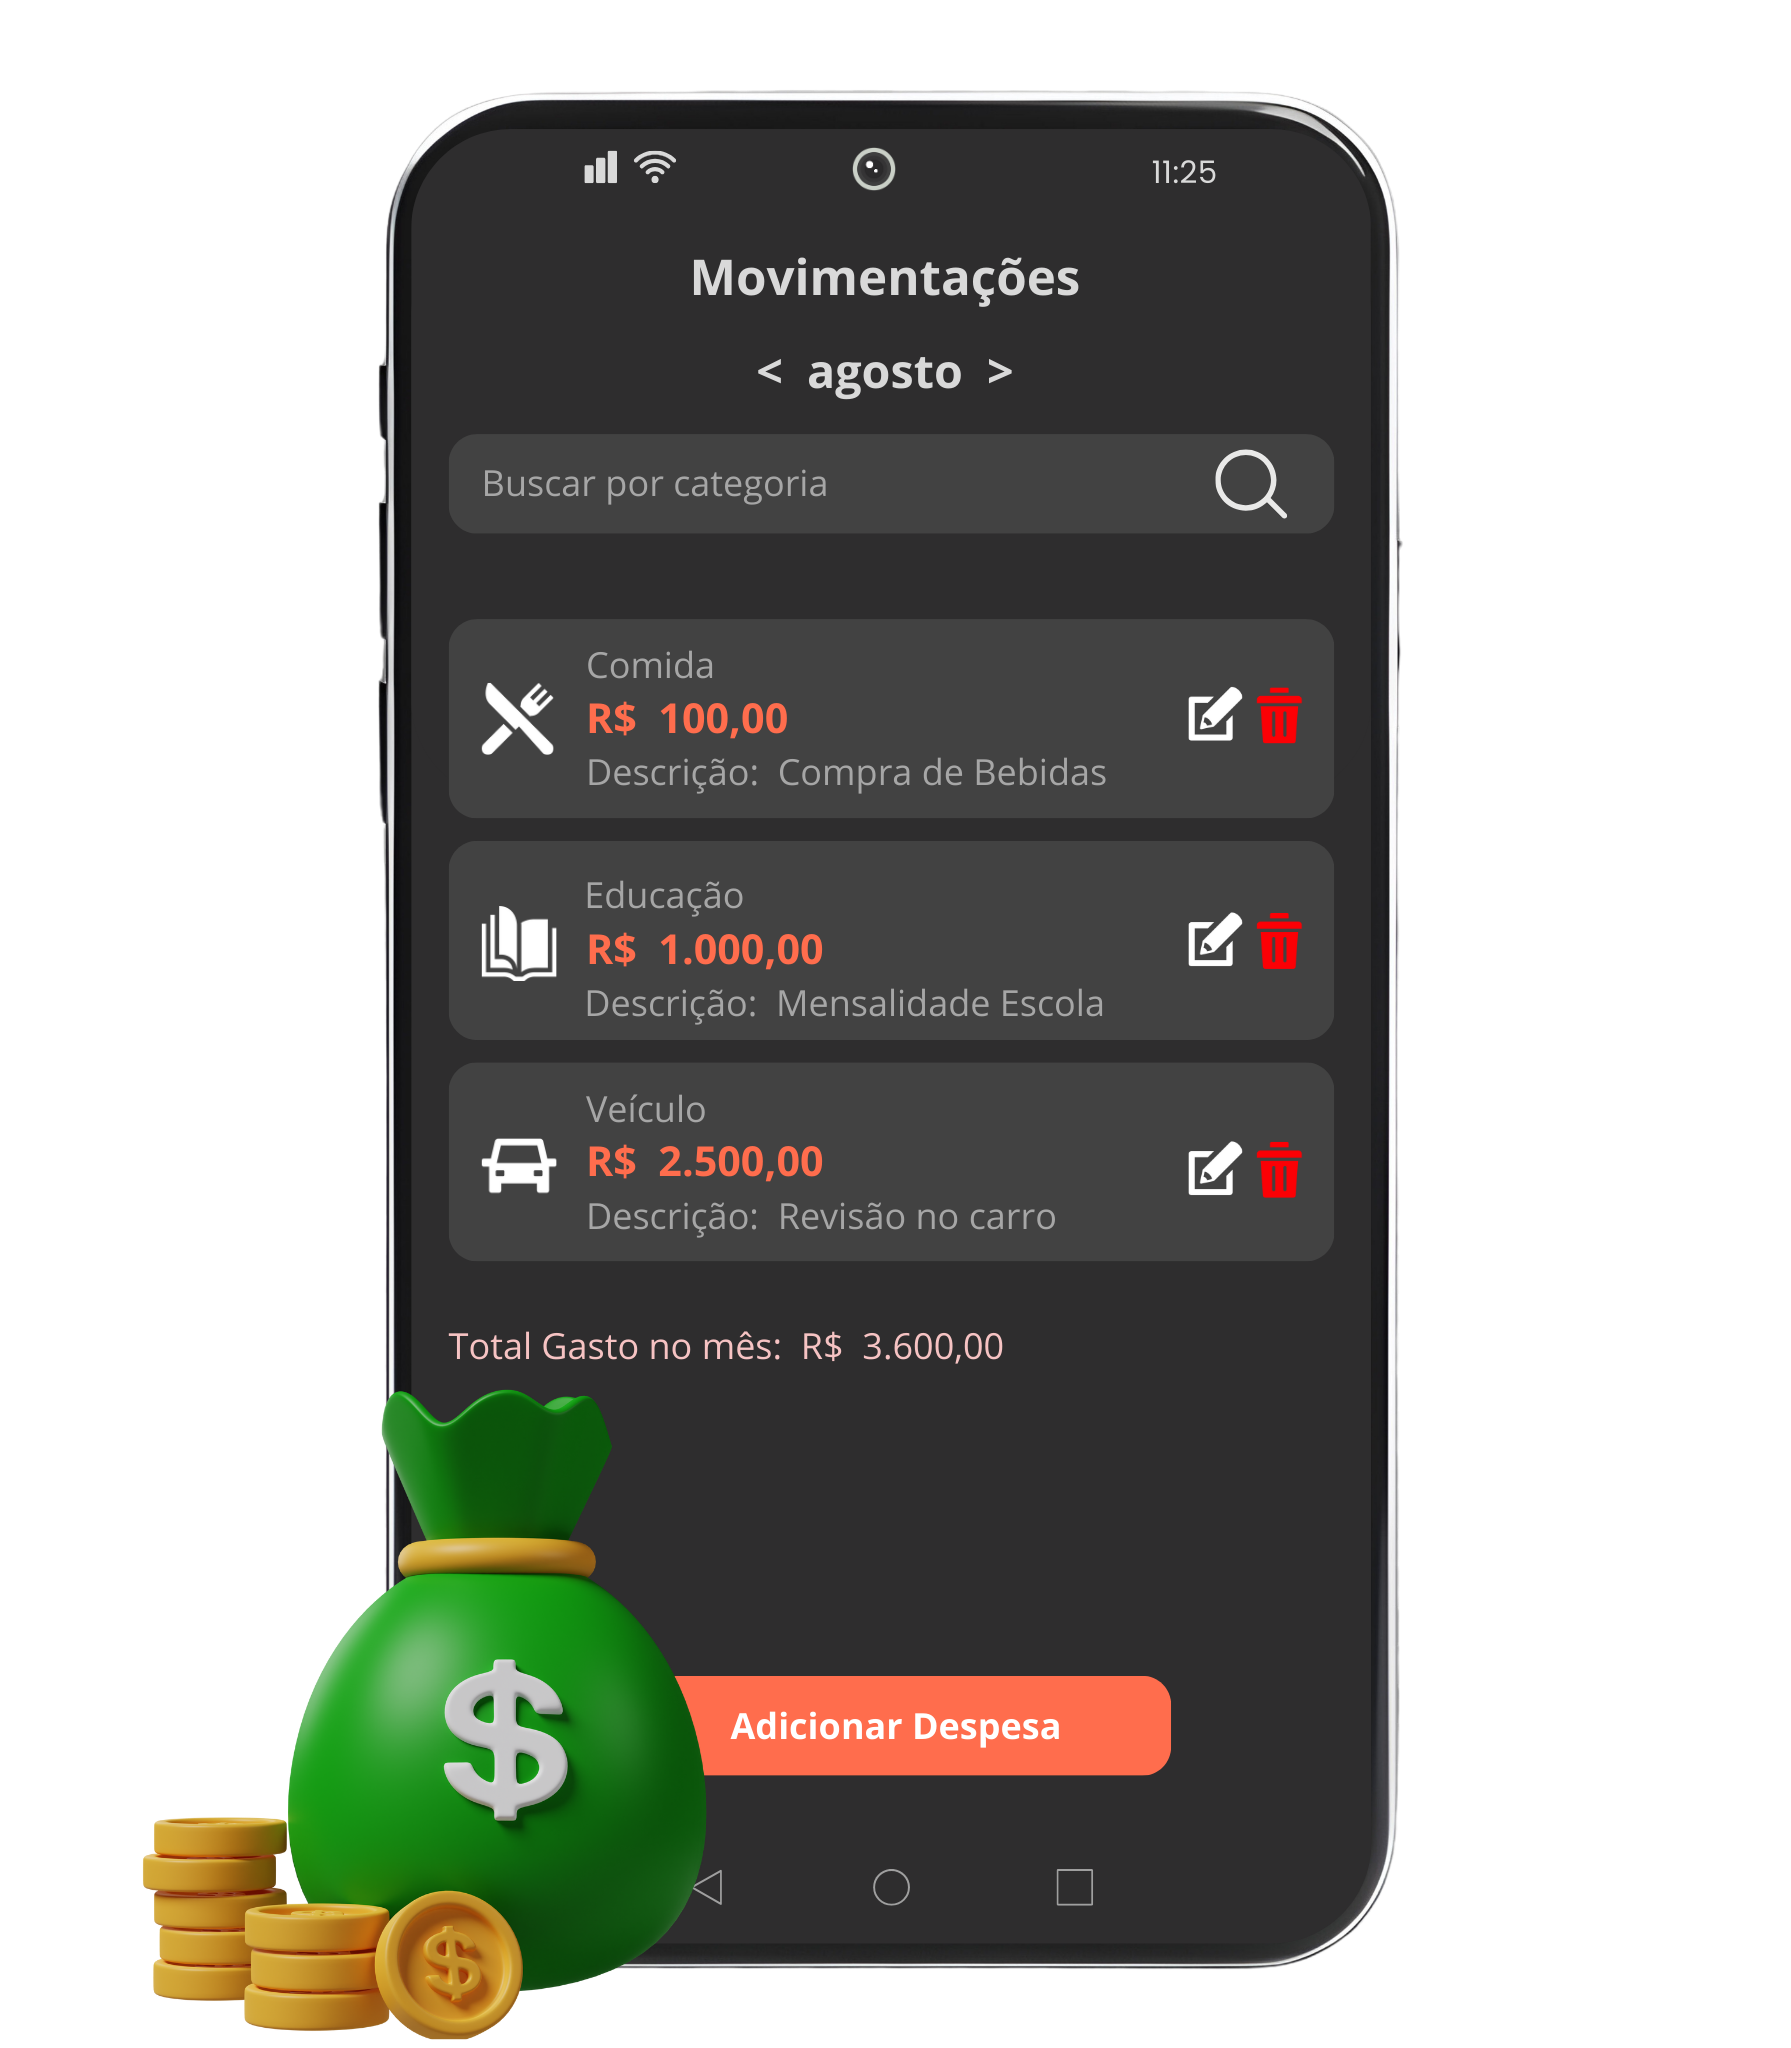 11:25
Movimentações
< agosto >
Buscar por categoria
Comida
R$ 100,00
Descrição: Compra de Bebidas
Educação
R$ 1.000,00
Descrição: Mensalidade Escola
Veículo
R$ 2.500,00
Descrição: Revisão no carro
Total Gasto no mês: R$ 3.600,00
$
Adicionar Despesa
$